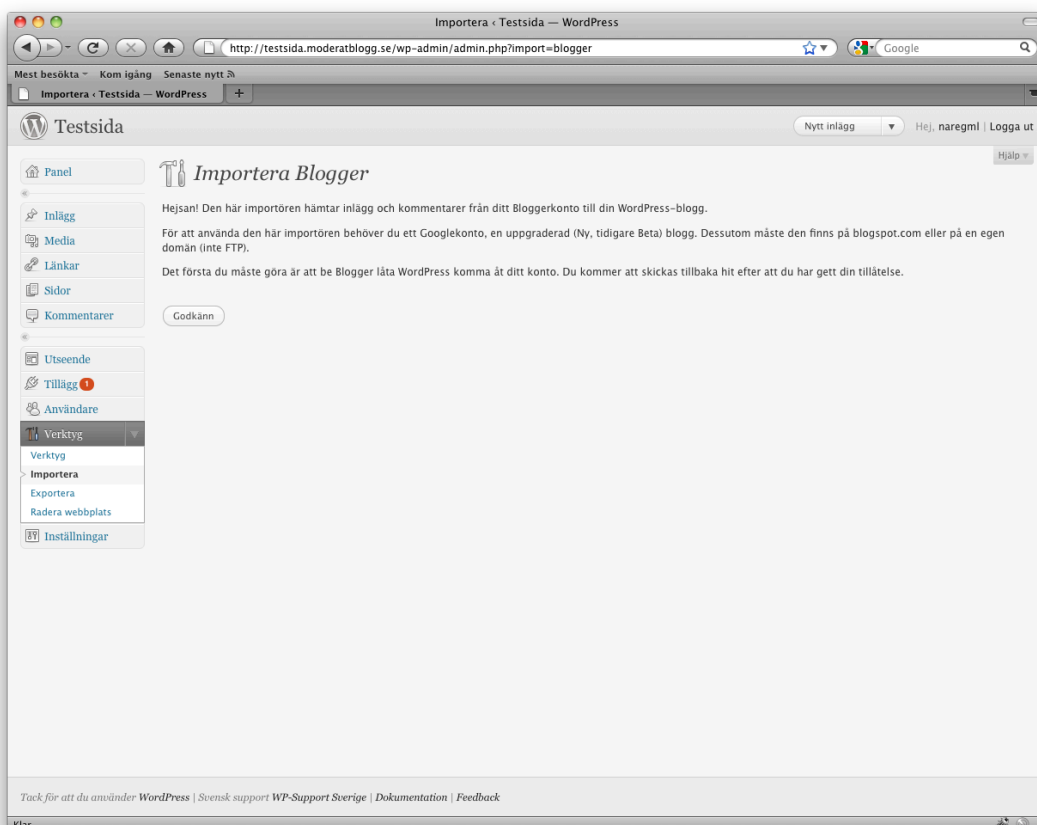 Importera ‹ Testsida — WordPress
http://testsida.moderatblogg.se/wp-admin/admin.php?import=blogger
Google
Mest besökta Kom igång Senaste nytt
Importera ‹ Testsida — WordPress +
Testsida
Nytt inlägg
Hej, naregml | Logga ut
Hjälp
Panel
Inlägg
Media
Länkar
Sidor
Kommentarer
Utseende
Tillägg 1
Användare
Verktyg
Verktyg
Importera
Exportera
Radera webbplats
Inställningar
Importera Blogger
Hejsan! Den här importören hämtar inlägg och kommentarer från ditt Bloggerkonto till din WordPress-blogg.
För att använda den här importören behöver du ett Googlekonto, en uppgraderad (Ny, tidigare Beta) blogg. Dessutom måste den finns på blogspot.com eller på en egen
domän (inte FTP).
Det första du måste göra är att be Blogger låta WordPress komma åt ditt konto. Du kommer att skickas tillbaka hit efter att du har gett din tillåtelse.
Godkänn
Tack för att du använder WordPress | Svensk support WP-Support Sverige | Dokumentation | Feedback
Klar